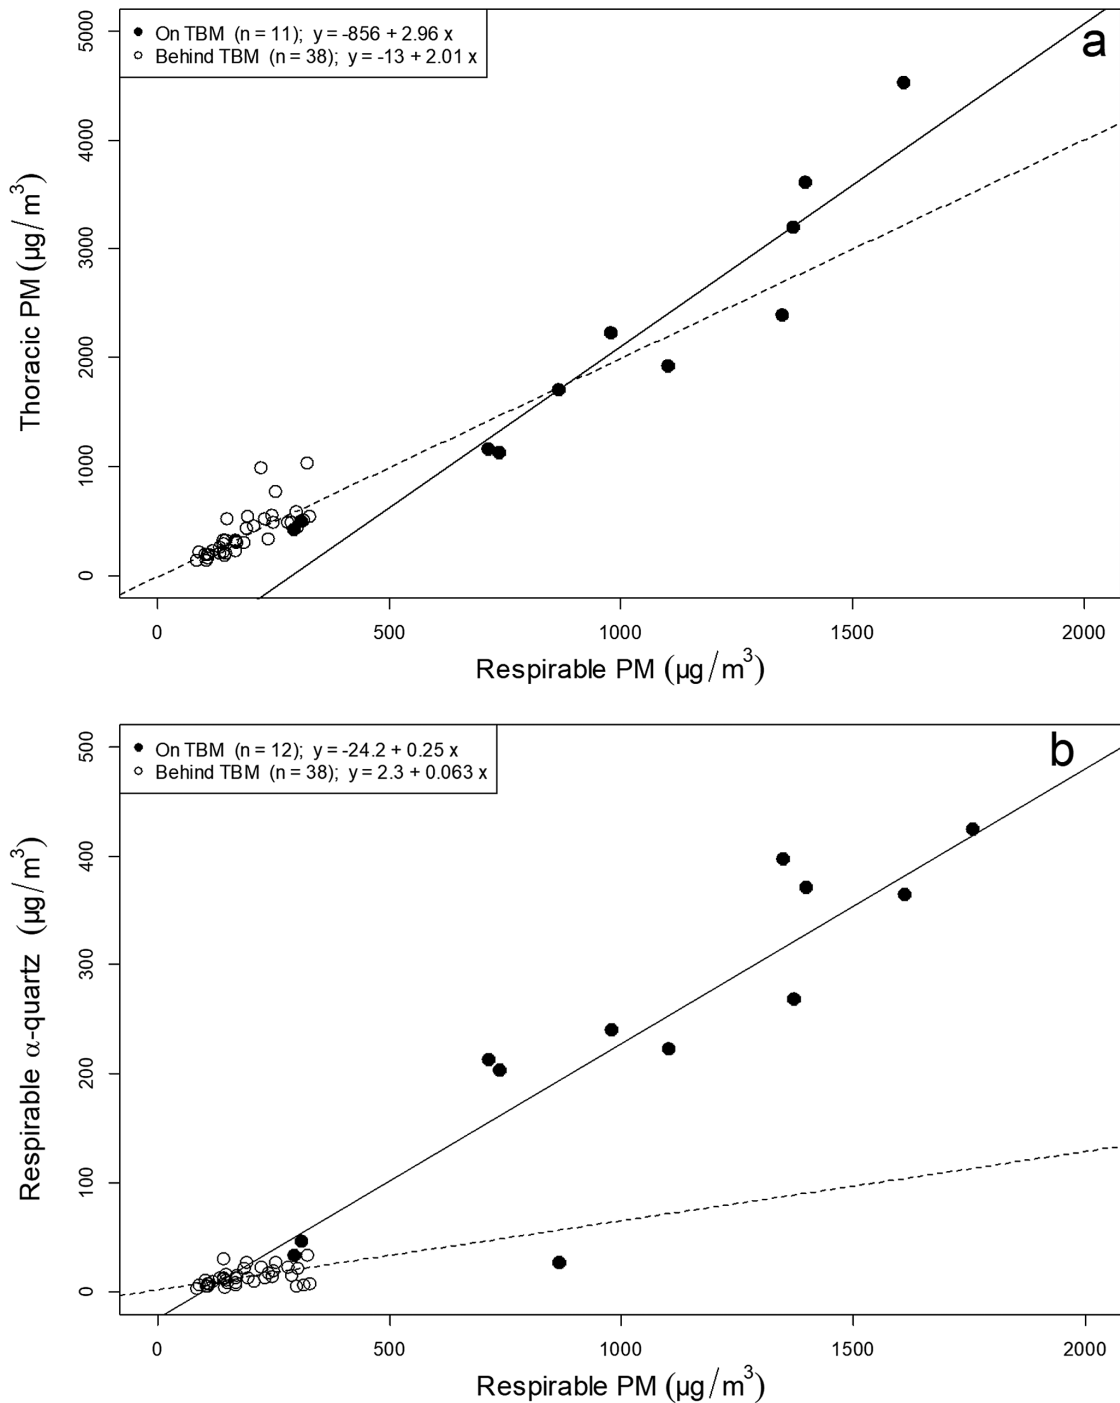 On TBM (n = 11); y = -856 + 2.96 x
Behind TBM (n = 38); y = -13 + 2.01 x
a
5000
4000
3000
2000
1000
0
Thoracic PM (µg/m³)
0 500 1000 1500 2000
Respirable PM (µg/m³)
On TBM (n = 12); y = -24.2 + 0.25 x
Behind TBM (n = 38); y = 2.3 + 0.063 x
b
500
400
300
200
100
0
Respirable α-quartz (µg/m³)
0 500 1000 1500 2000
Respirable PM (µg/m³)